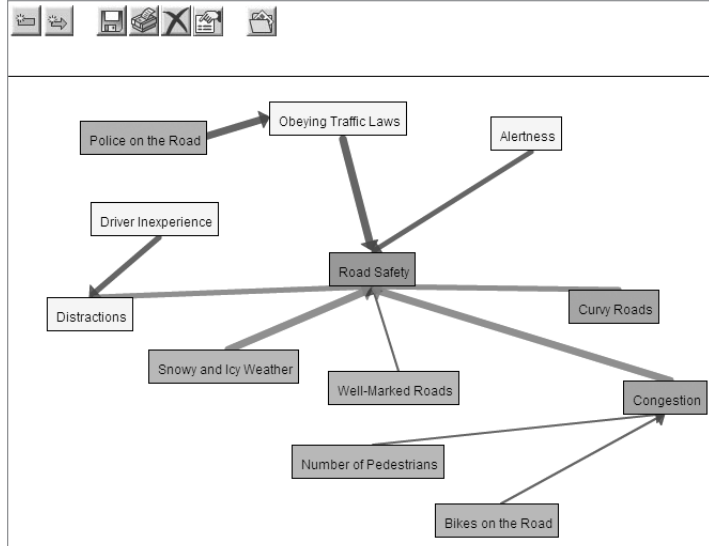 Obeying Traffic Laws
Police on the Road
Alertness
Driver Inexperience
Road Safety
Distractions
Curvy Roads
Snowy and Icy Weather
Well-Marked Roads
Congestion
Number of Pedestrians
Bikes on the Road